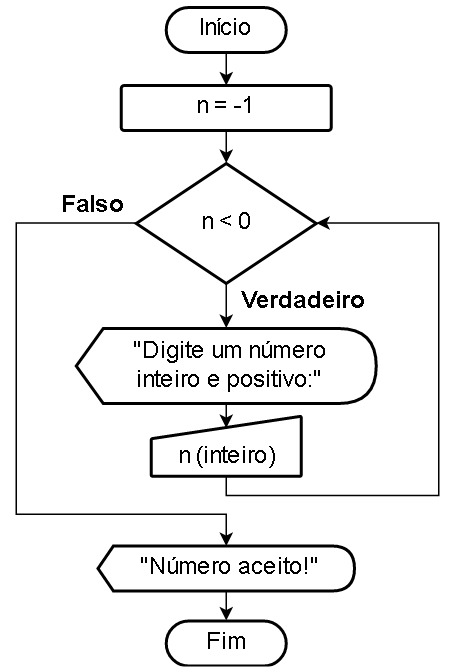 Início
n = -1
Falso
n < 0
Verdadeiro
"Digite um número
inteiro e positivo:"
n (inteiro)
"Número aceito!"
Fim